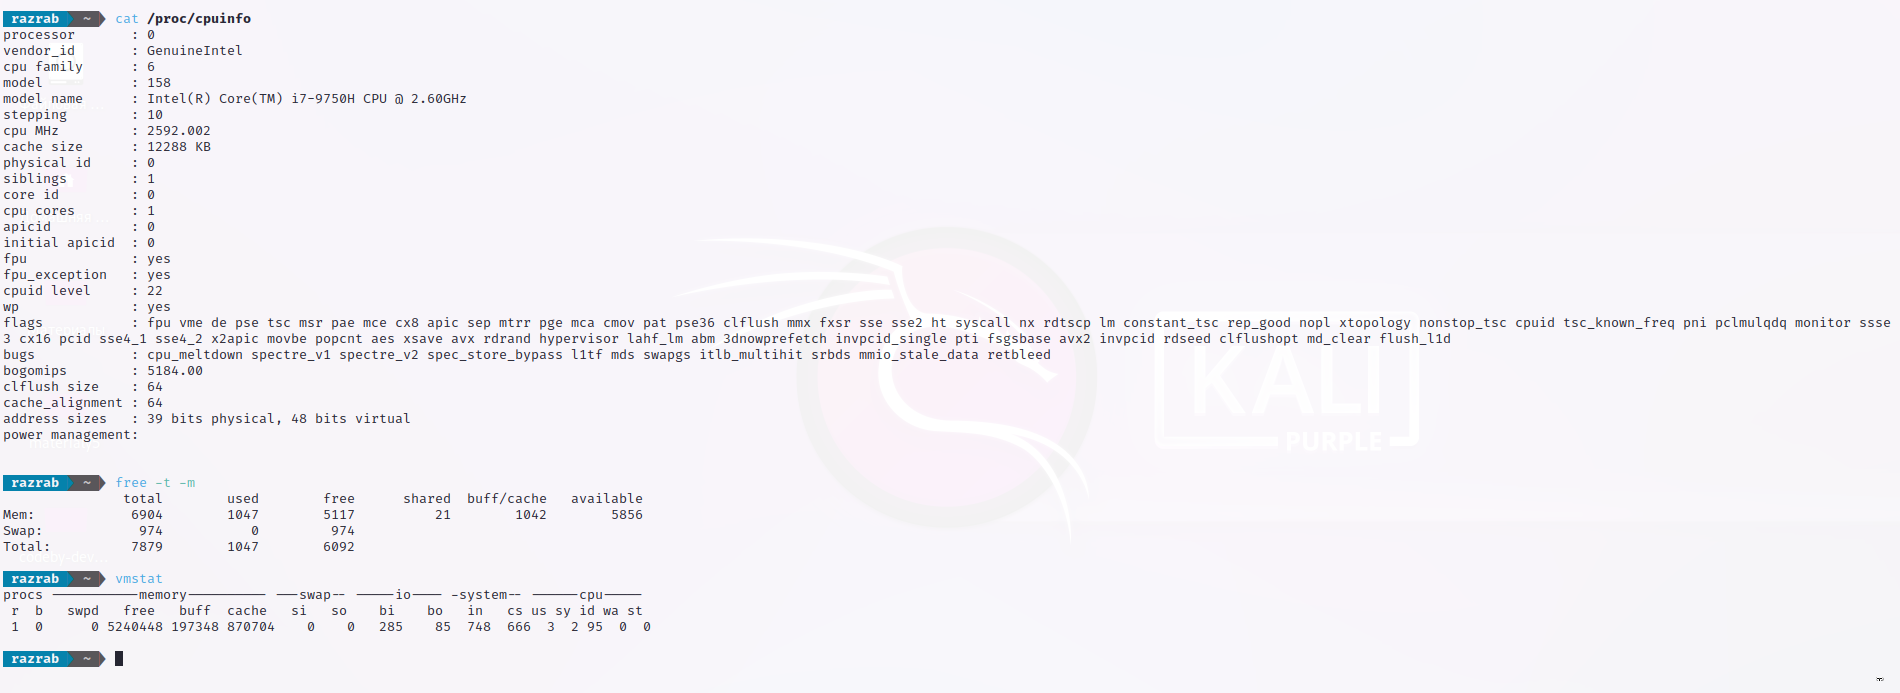 razrab ~ cat /proc/cpuinfo
processor : 0
vendor_id : GenuineIntel
cpu family : 6
model : 158
model name : Intel(R) Core(TM) i7-9750H CPU @ 2.60GHz
stepping : 10
cpu MHz : 2592.002
cache size : 12288 KB
physical id : 0
siblings : 1
core id : 0
cpu cores : 1
apicid : 0
initial apicid : 0
fpu : yes
fpu_exception : yes
cpuid level : 22
wp : yes
flags : fpu vme de pse tsc msr pae mce cx8 apic sep mtrr pge mca cmov pat pse36 clflush mmx fxsr sse sse2 ht syscall nx rdtscp lm constant_tsc rep_good nopl xtopology nonstop_tsc cpuid tsc_known_freq pni pclmulqdq monitor ssse
3 cx16 pcid sse4_1 sse4_2 x2apic movbe popcnt aes xsave avx rdrand hypervisor lahf_lm abm 3dnowprefetch invpcid_single pti fsgsbase avx2 invpcid rdseed clflushopt md_clear flush_l1d
bugs : cpu_meltdown spectre_v1 spectre_v2 spec_store_bypass l1tf mds swapgs itlb_multihit srbds mmio_stale_data retbleed
bogomips : 5184.00
clflush size : 64
cache_alignment : 64
address sizes : 39 bits physical, 48 bits virtual
power management:
razrab ~ free -t -m
total used free shared buff/cache available
Mem: 6904 1047 5117 21 1042 5856
Swap: 974 0 974
Total: 7879 1047 6092
razrab ~ vmstat
procs -----------memory---------- ---swap-- -----io---- -system-- ------cpu-----
r b swpd free buff cache si so bi bo in cs us sy id wa st
1 0 0 5240448 197348 870704 0 0 285 85 748 666 3 2 95 0 0
razrab ~
KALI
PURPLE